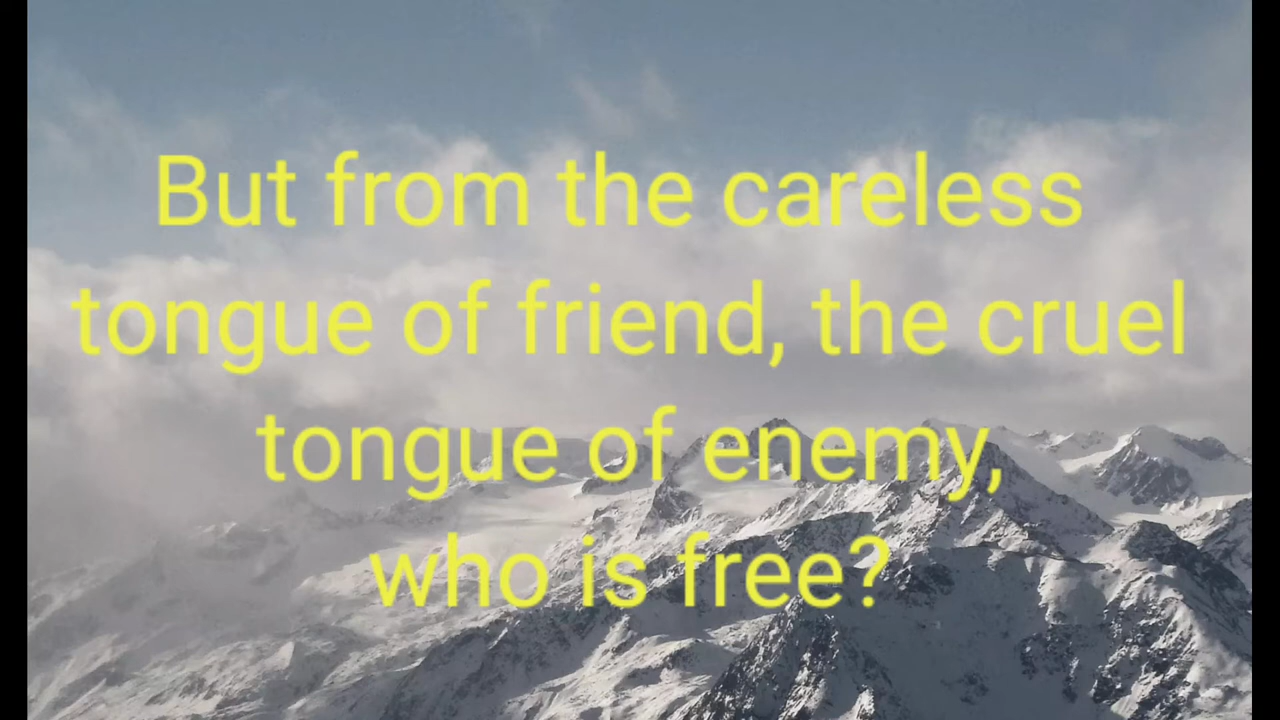 But from the careless
tongue of friend, the cruel
tongue of enemy,
who is free?